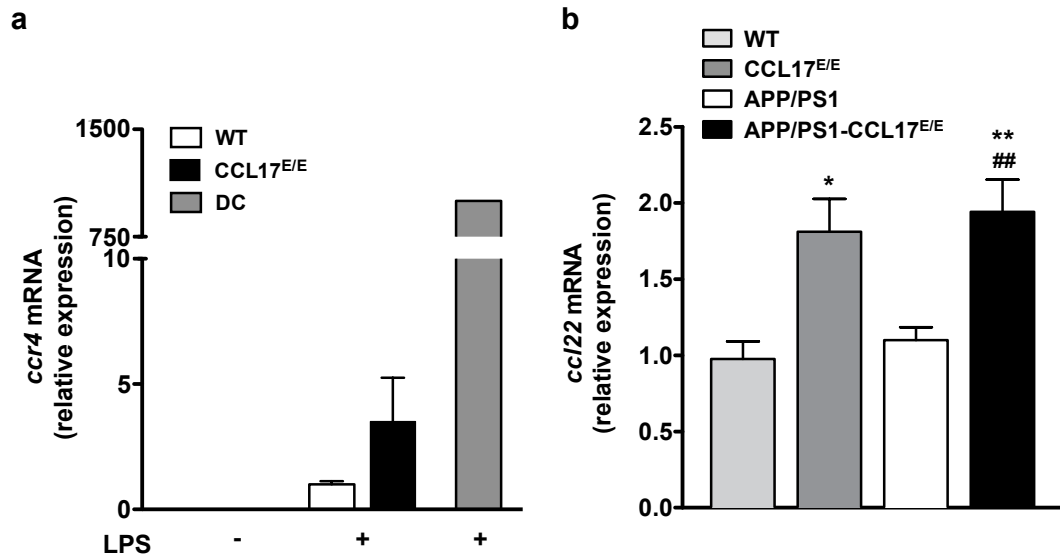 a
WT
CCL17E/E
DC
1500
750
10
5
0
ccr4 mRNA
(relative expression)
LPS - + +
b
WT
CCL17E/E
APP/PS1
APP/PS1-CCL17E/E
2.5
2.0
1.5
1.0
0.5
0.0
ccl22 mRNA
(relative expression)
*
**
##